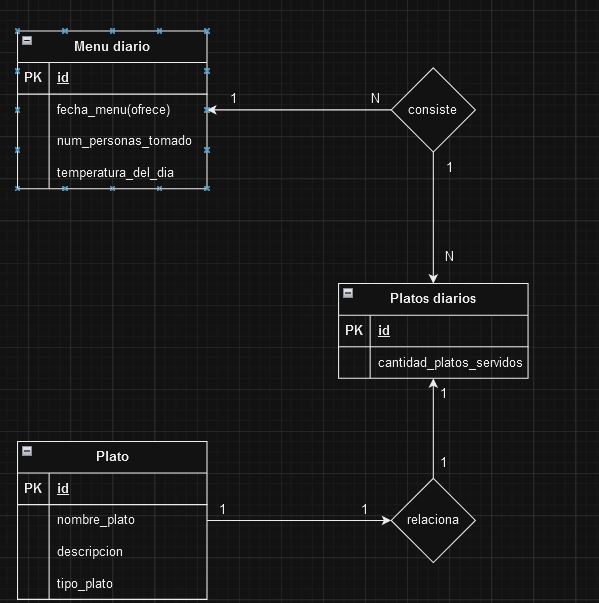 Menu diario
PK id
fecha_menu(ofrece)
num_personas_tomado
temperatura_del_dia
1
N
consiste
1
N
Platos diarios
PK id
cantidad_platos_servidos
1
1
Plato
PK id
nombre_plato
descripcion
tipo_plato
1
1
relaciona